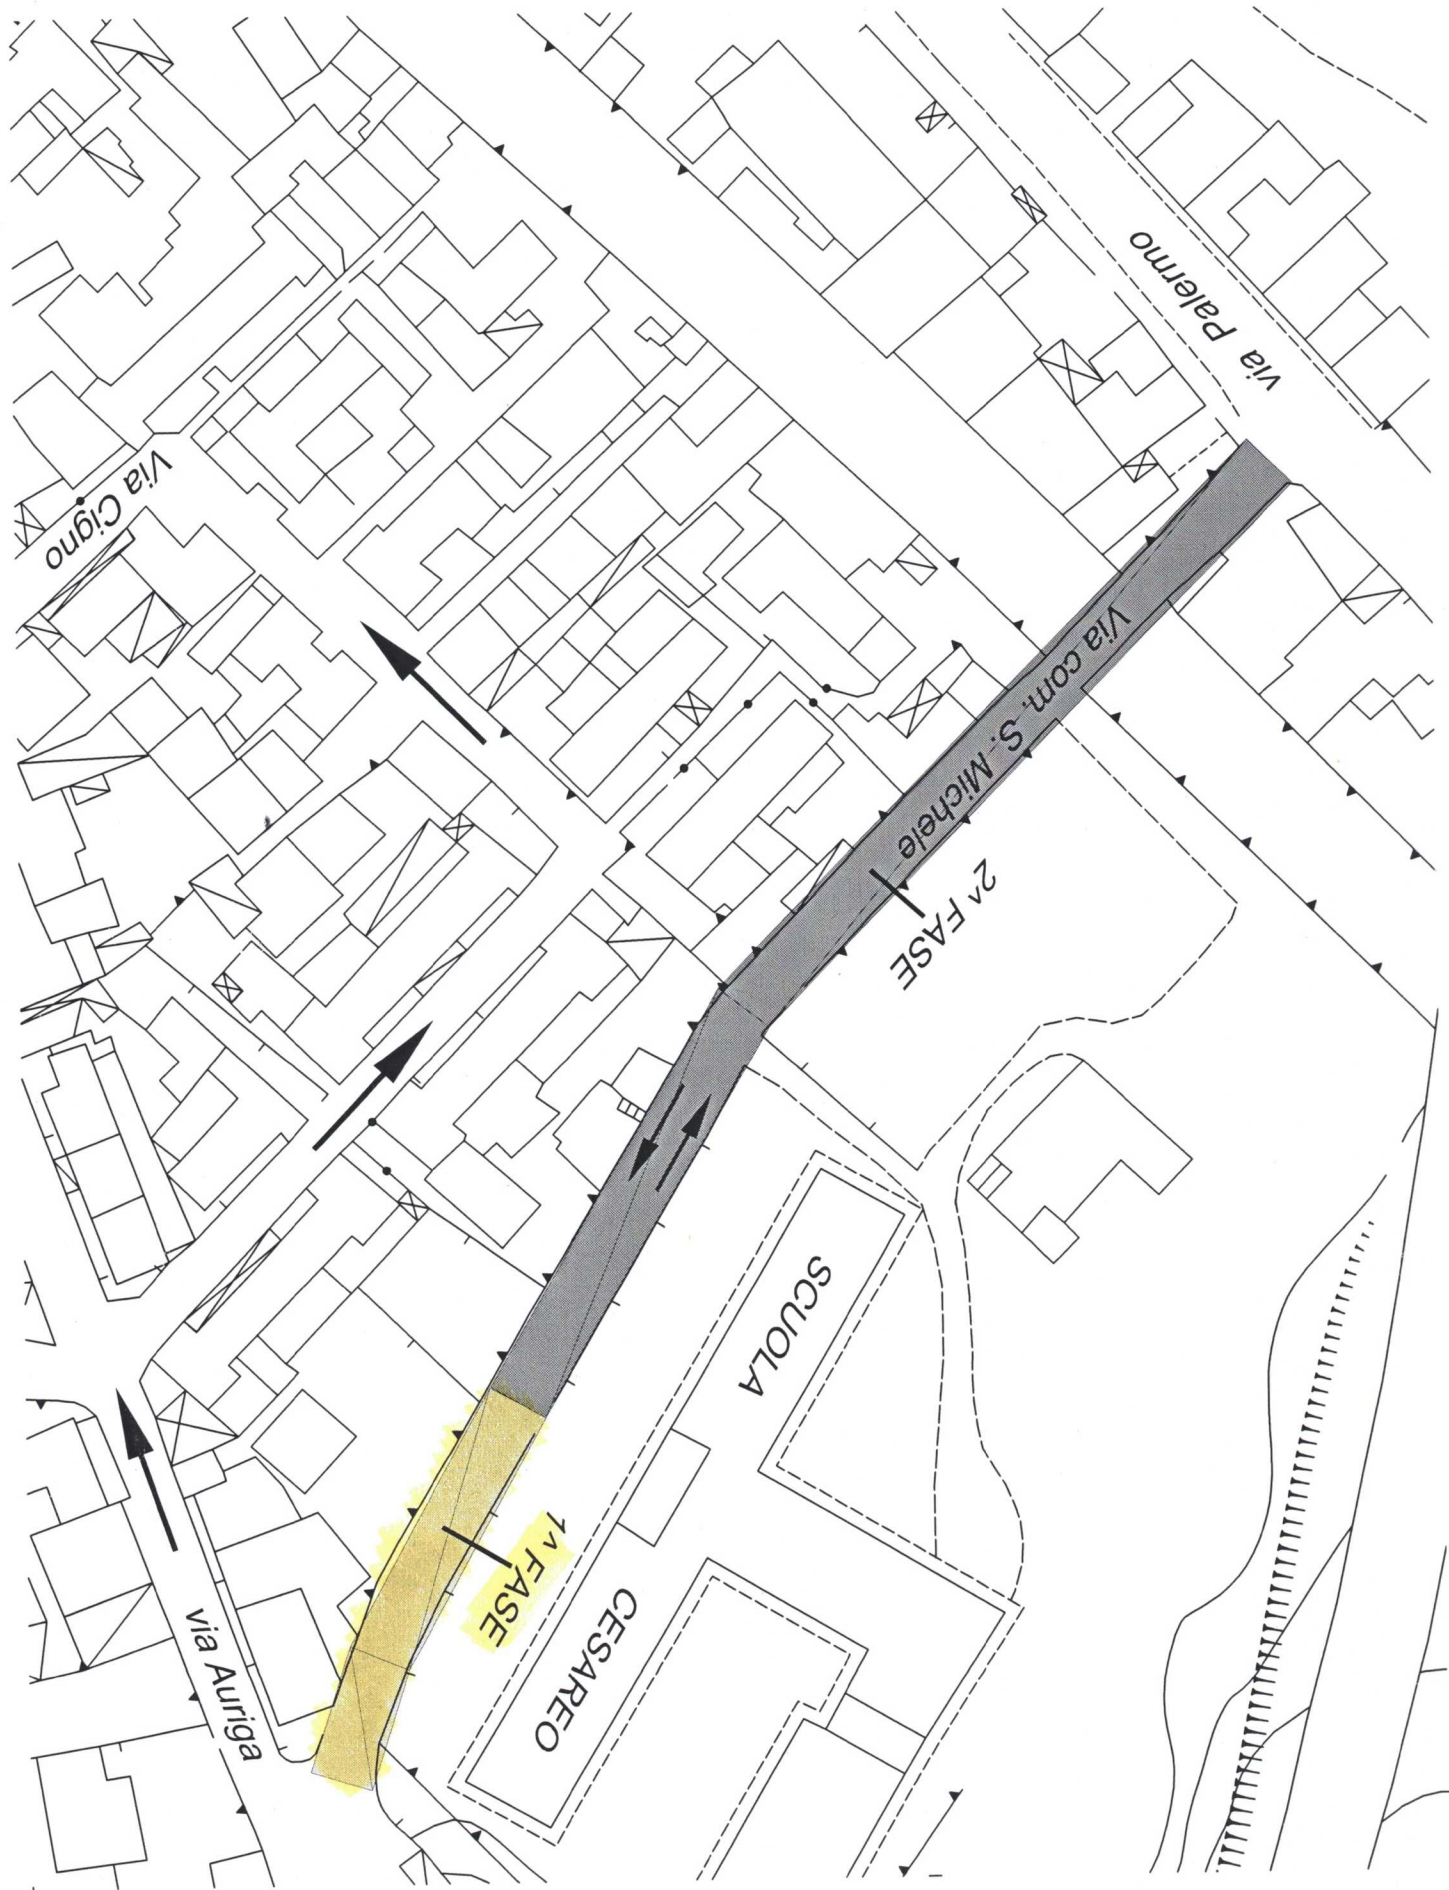 via Palermo
Via Cigno
Via com. S. Michele
2^ FASE
SCUOLA
1^ FASE
CESAREO
via Auriga